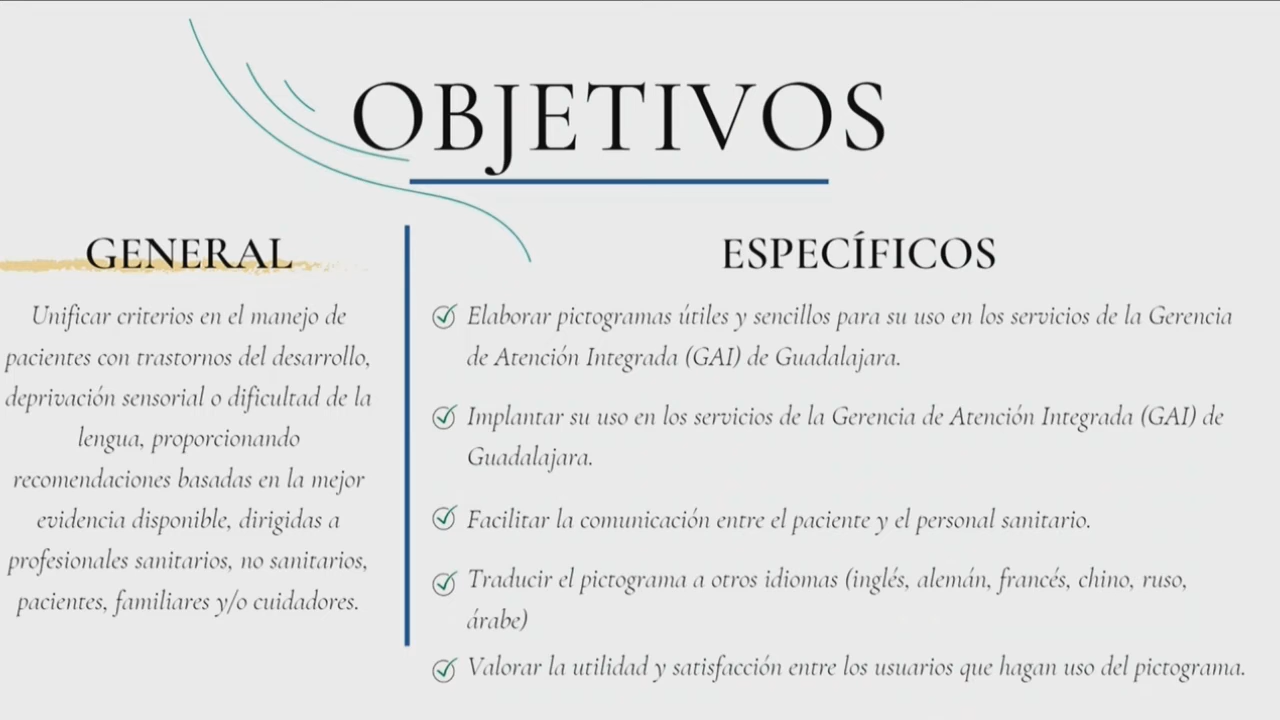 OBJETIVOS
GENERAL
Unificar criterios en el manejo de
pacientes con trastornos del desarrollo,
deprivación sensorial o dificultad de la
lengua, proporcionando
recomendaciones basadas en la mejor
evidencia disponible, dirigidas a
profesionales sanitarios, no sanitarios,
pacientes, familiares y/o cuidadores.
ESPECÍFICOS
Elaborar pictogramas útiles y sencillos para su uso en los servicios de la Gerencia
de Atención Integrada (GAI) de Guadalajara.
Implantar su uso en los servicios de la Gerencia de Atención Integrada (GAI) de
Guadalajara.
Facilitar la comunicación entre el paciente y el personal sanitario.
Traducir el pictograma a otros idiomas (inglés, alemán, francés, chino, ruso,
árabe)
Valorar la utilidad y satisfacción entre los usuarios que hagan uso del pictograma.